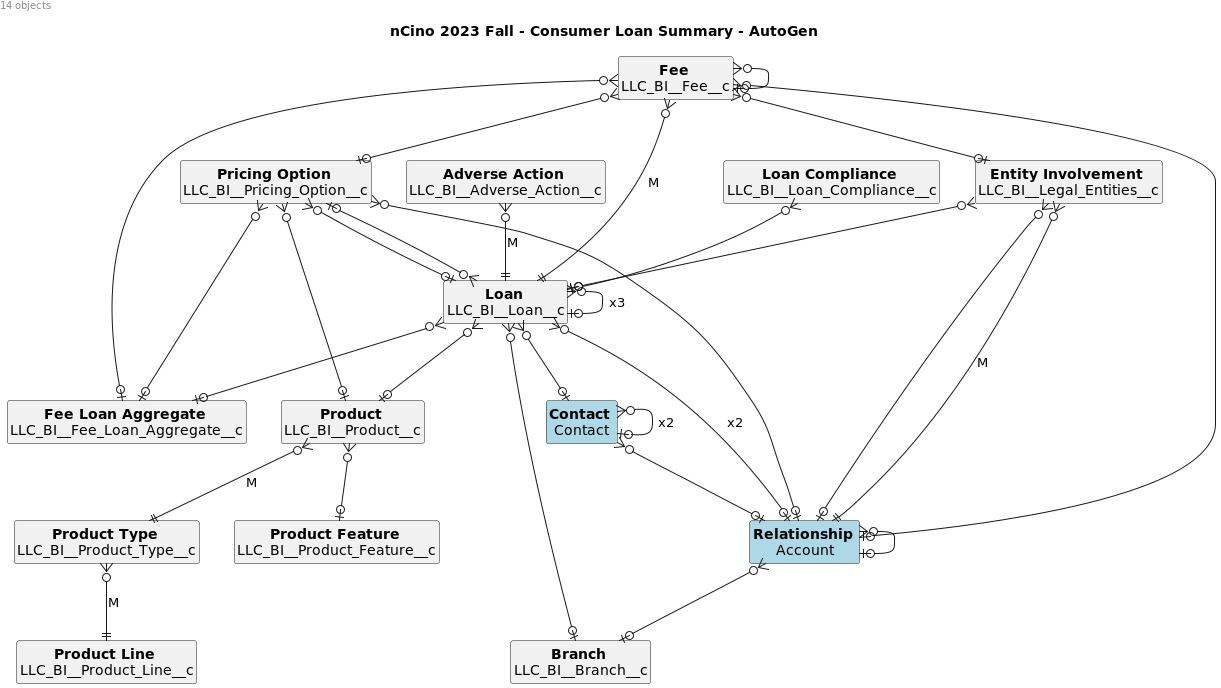 14 objects
nCino 2023 Fall - Consumer Loan Summary - AutoGen
Fee
LLC_BI__Fee__c
Pricing Option
LLC_BI__Pricing_Option__c
Adverse Action
LLC_BI__Adverse_Action__c
M
Loan Compliance
LLC_BI__Loan_Compliance__c
Entity Involvement
LLC_BI__Legal_Entities__c
M
Loan
LLC_BI__Loan__c
x3
M
Fee Loan Aggregate
LLC_BI__Fee_Loan_Aggregate__c
Product
LLC_BI__Product__c
Contact
Contact
x2
x2
M
Product Type
LLC_BI__Product_Type__c
Product Feature
LLC_BI__Product_Feature__c
Relationship
Account
M
Product Line
LLC_BI__Product_Line__c
Branch
LLC_BI__Branch__c